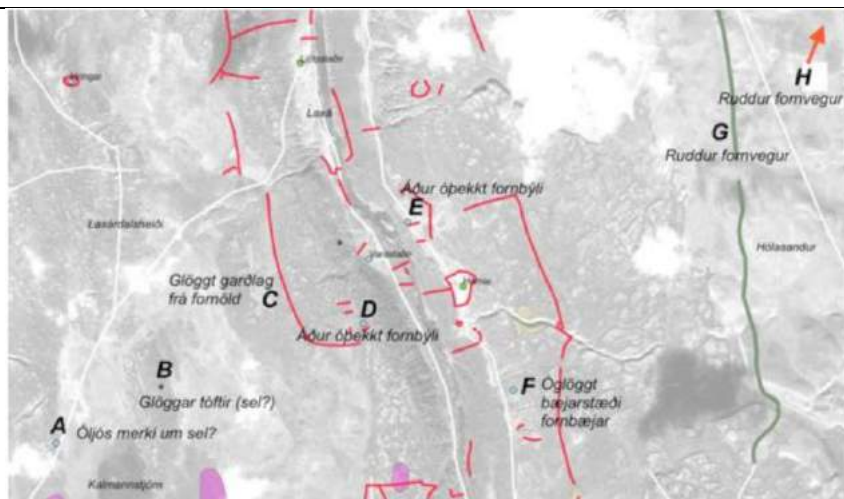 H
Ruddur fornvegur
G
Ruddur fornvegur
Laxá
Áður óþekkt fornbýli
E
Laxárdalsheiði
Hólasandur
Glöggt garðlag
frá fornöld
C
D
Áður óþekkt fornbýli
B
Glöggar tóftir (sel?)
F
Óglöggt
bæjarstæði
fornbæjar
A
Óljós merki um sel?
Kalmannstjörn